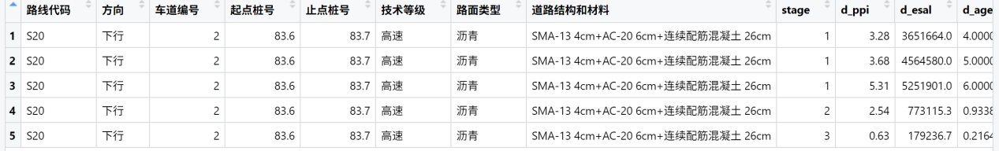 路线代码 方向 车道编号 起点桩号 止点桩号 技术等级 路面类型 道路结构和材料 stage d_ppi d_esal d_age
1 S20 下行 2 83.6 83.7 高速 沥青 SMA-13 4cm+AC-20 6cm+连续配筋混凝土 26cm 1 3.28 3651664.0 4.0000
2 S20 下行 2 83.6 83.7 高速 沥青 SMA-13 4cm+AC-20 6cm+连续配筋混凝土 26cm 1 3.68 4564580.0 5.0000
3 S20 下行 2 83.6 83.7 高速 沥青 SMA-13 4cm+AC-20 6cm+连续配筋混凝土 26cm 1 5.31 5251901.0 6.0000
4 S20 下行 2 83.6 83.7 高速 沥青 SMA-13 4cm+AC-20 6cm+连续配筋混凝土 26cm 2 2.54 773115.3 0.9338
5 S20 下行 2 83.6 83.7 高速 沥青 SMA-13 4cm+AC-20 6cm+连续配筋混凝土 26cm 3 0.63 179236.7 0.2164